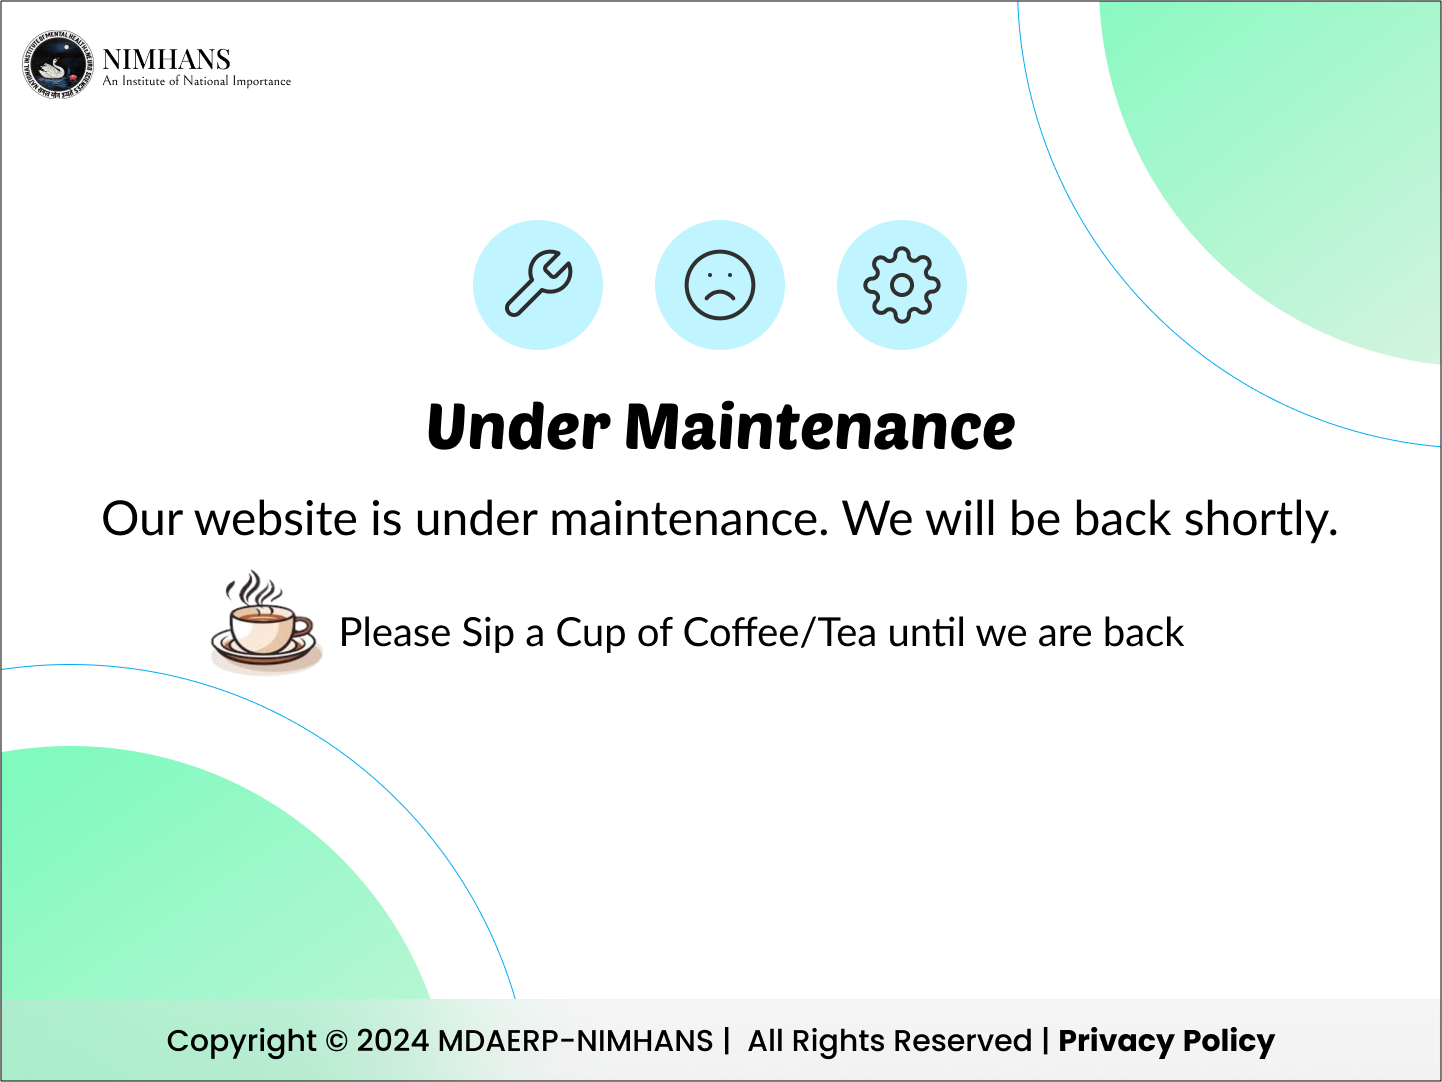 NIMHANS
An Institute of National Importance
Under Maintenance
Our website is under maintenance. We will be back shortly.
Please Sip a Cup of Coffee/Tea until we are back
Copyright © 2024 MDAERP-NIMHANS | All Rights Reserved | Privacy Policy